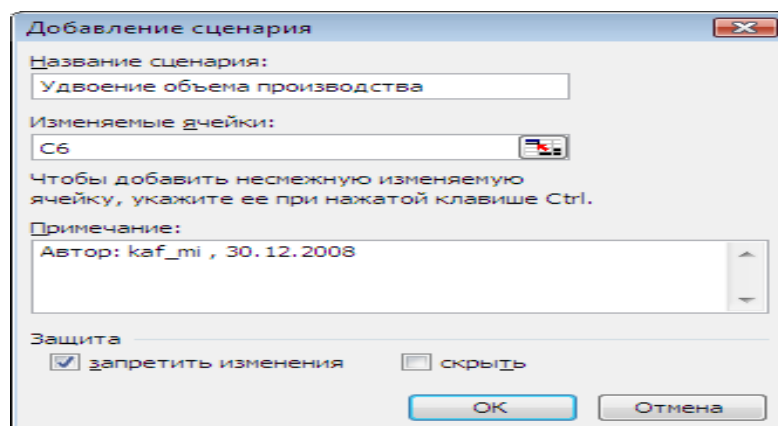 Добавление сценария
Название сценария:
Удвоение объема производства
Изменяемые ячейки:
C6
Чтобы добавить несмежную изменяемую
ячейку, укажите ее при нажатой клавише Ctrl.
Примечание:
Автор: kaf_mi , 30.12.2008
Защита
запретить изменения скрыть
ОК Отмена